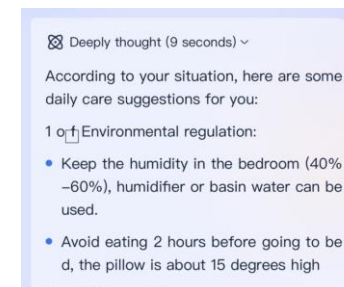 Deeply thought (9 seconds)
According to your situation, here are some
daily care suggestions for you:
1 of Environmental regulation:
Keep the humidity in the bedroom (40%
–60%), humidifier or basin water can be
used.
Avoid eating 2 hours before going to be
d, the pillow is about 15 degrees high